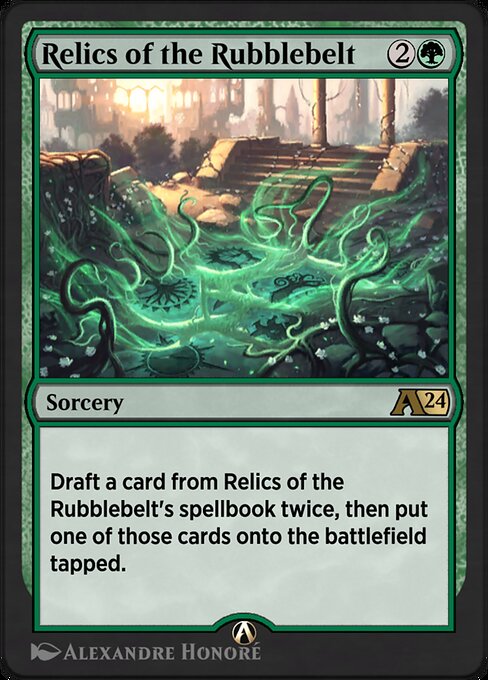 Relics of the Rubblebelt 2
Sorcery A24
Draft a card from Relics of the
Rubblebelt's spellbook twice, then put
one of those cards onto the battlefield
tapped.
A
Alexandre Honoré